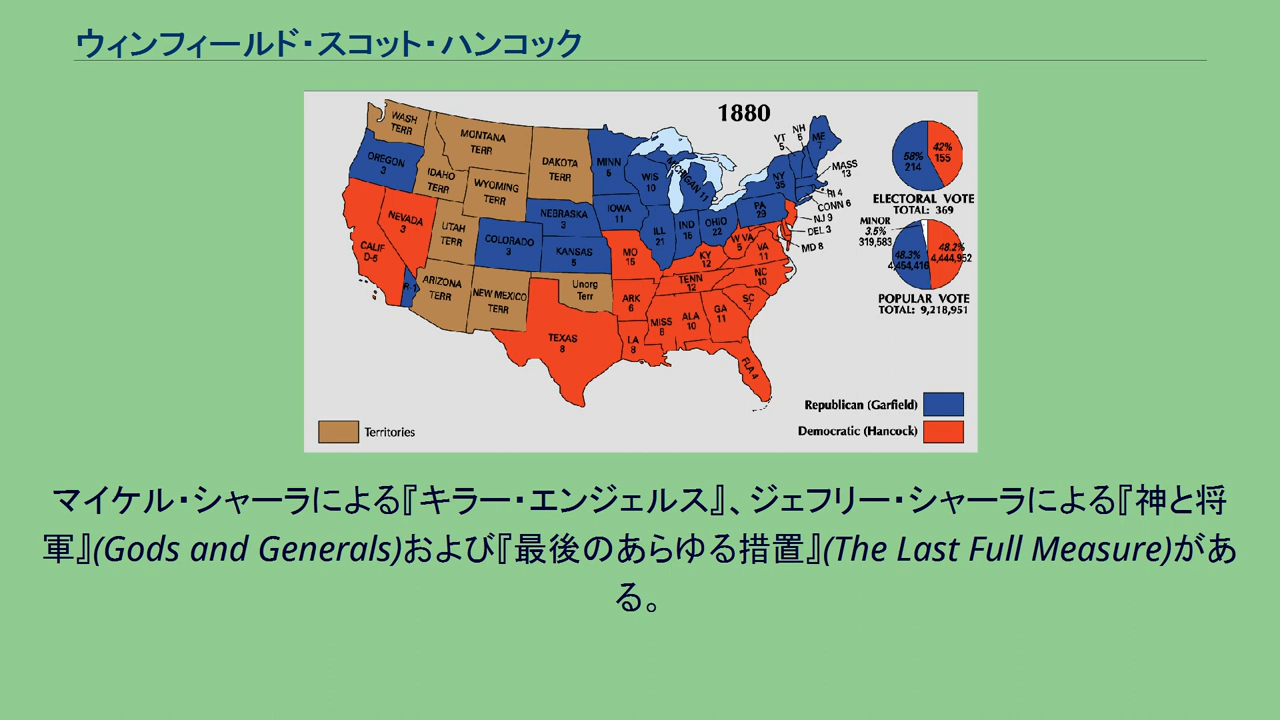 ウィンフィールド・スコット・ハンコック
1880
WASH
TERR
MONTANA
TERR
DAKOTA
TERR
OREGON
3
IDAHO
TERR
WYOMING
TERR
MINN
5
WIS
10
MICHIGAN 11
VT
5
NH
5
ME
7
MASS
13
NY
35
RI 4
CONN 6
NJ 9
DEL 3
MD 8
PA
29
NEVADA
3
UTAH
TERR
COLORADO
3
NEBRASKA
3
KANSAS
5
IOWA
11
ILL
21
IND
15
OHIO
22
W VA
5
VA
11
CALIF
D-5
R-1
ARIZONA
TERR
NEW MEXICO
TERR
Unorg
Terr
MO
15
KY
12
TENN
12
NC
10
ARK
6
SC
7
MISS
8
ALA
10
GA
11
TEXAS
8
LA
8
FLA 4
58%
214
42%
155
ELECTORAL VOTE
TOTAL: 369
MINOR
3.5%
319,583
48.3%
4,454,416
48.2%
4,444,952
POPULAR VOTE
TOTAL: 9,218,951
Republican (Garfield)
Democratic (Hancock)
Territories
マイケル・シャーラによる『キラー・エンジェルス』、ジェフリー・シャーラによる『神と将
軍』(Gods and Generals)および『最後のあらゆる措置』(The Last Full Measure)があ
る。